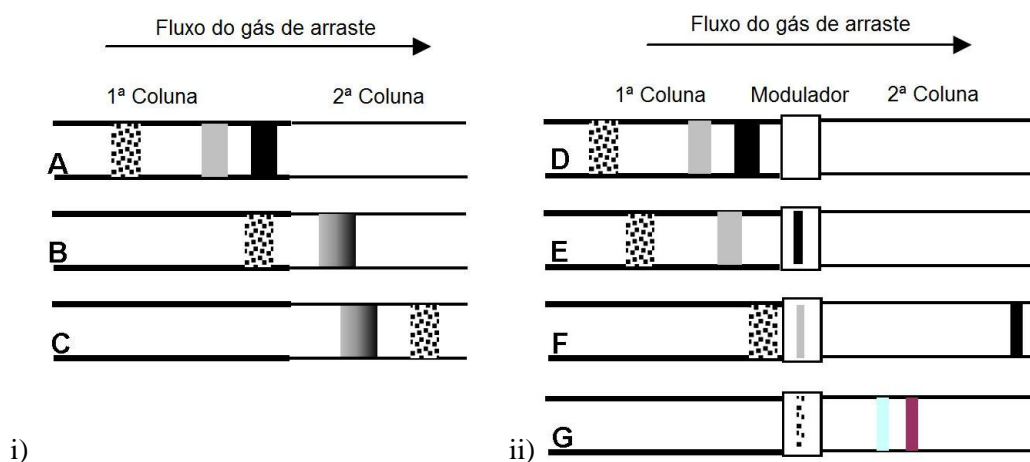 Fluxo do gás de arraste
1ª Coluna
2ª Coluna
A
B
C
i)
Fluxo do gás de arraste
1ª Coluna
Modulador
2ª Coluna
D
E
F
G
ii)